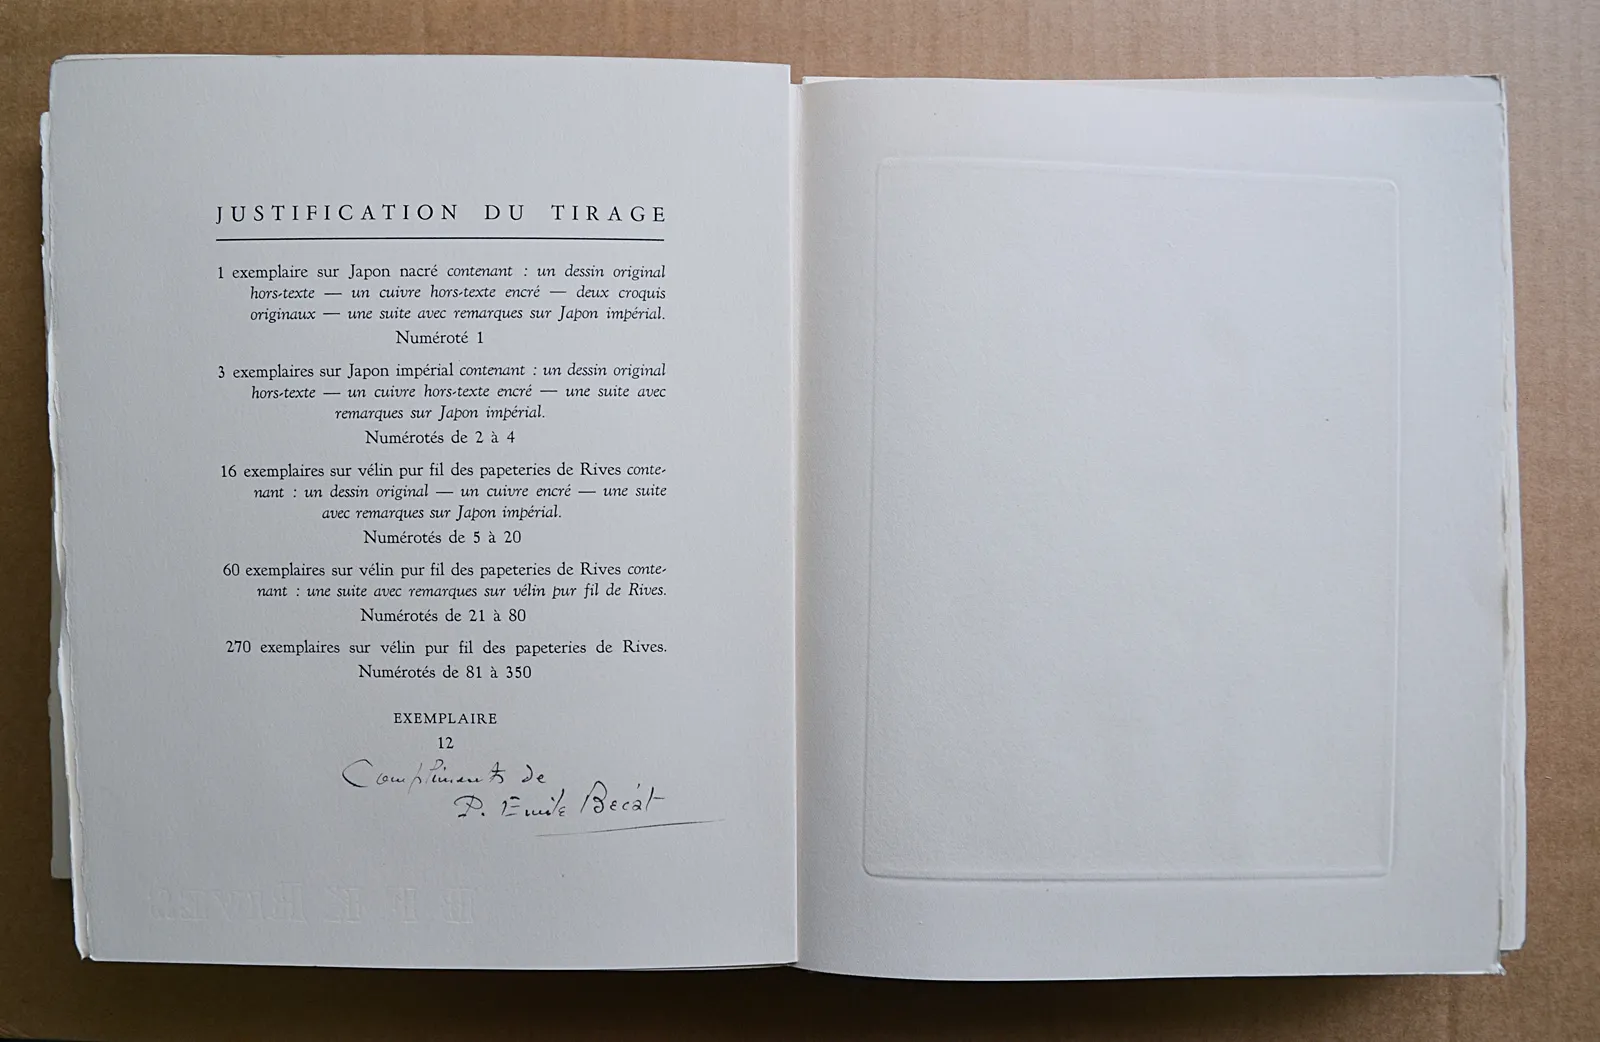 JUSTIFICATION DU TIRAGE
1 exemplaire sur Japon nacré contenant : un dessin original
hors-texte — un cuivre hors-texte encré — deux croquis
originaux — une suite avec remarques sur Japon impérial.
Numéroté 1
3 exemplaires sur Japon impérial contenant : un dessin original
hors-texte — un cuivre hors-texte encré — une suite avec
remarques sur Japon impérial.
Numérotés de 2 à 4
16 exemplaires sur vélin pur fil des papeteries de Rives conte-
nant : un dessin original — un cuivre encré — une suite
avec remarques sur Japon impérial.
Numérotés de 5 à 20
60 exemplaires sur vélin pur fil des papeteries de Rives conte-
nant : une suite avec remarques sur vélin pur fil de Rives.
Numérotés de 21 à 80
270 exemplaires sur vélin pur fil des papeteries de Rives.
Numérotés de 81 à 350
EXEMPLAIRE
12
Compliments de
P. Emile Becat
B F K RIVES